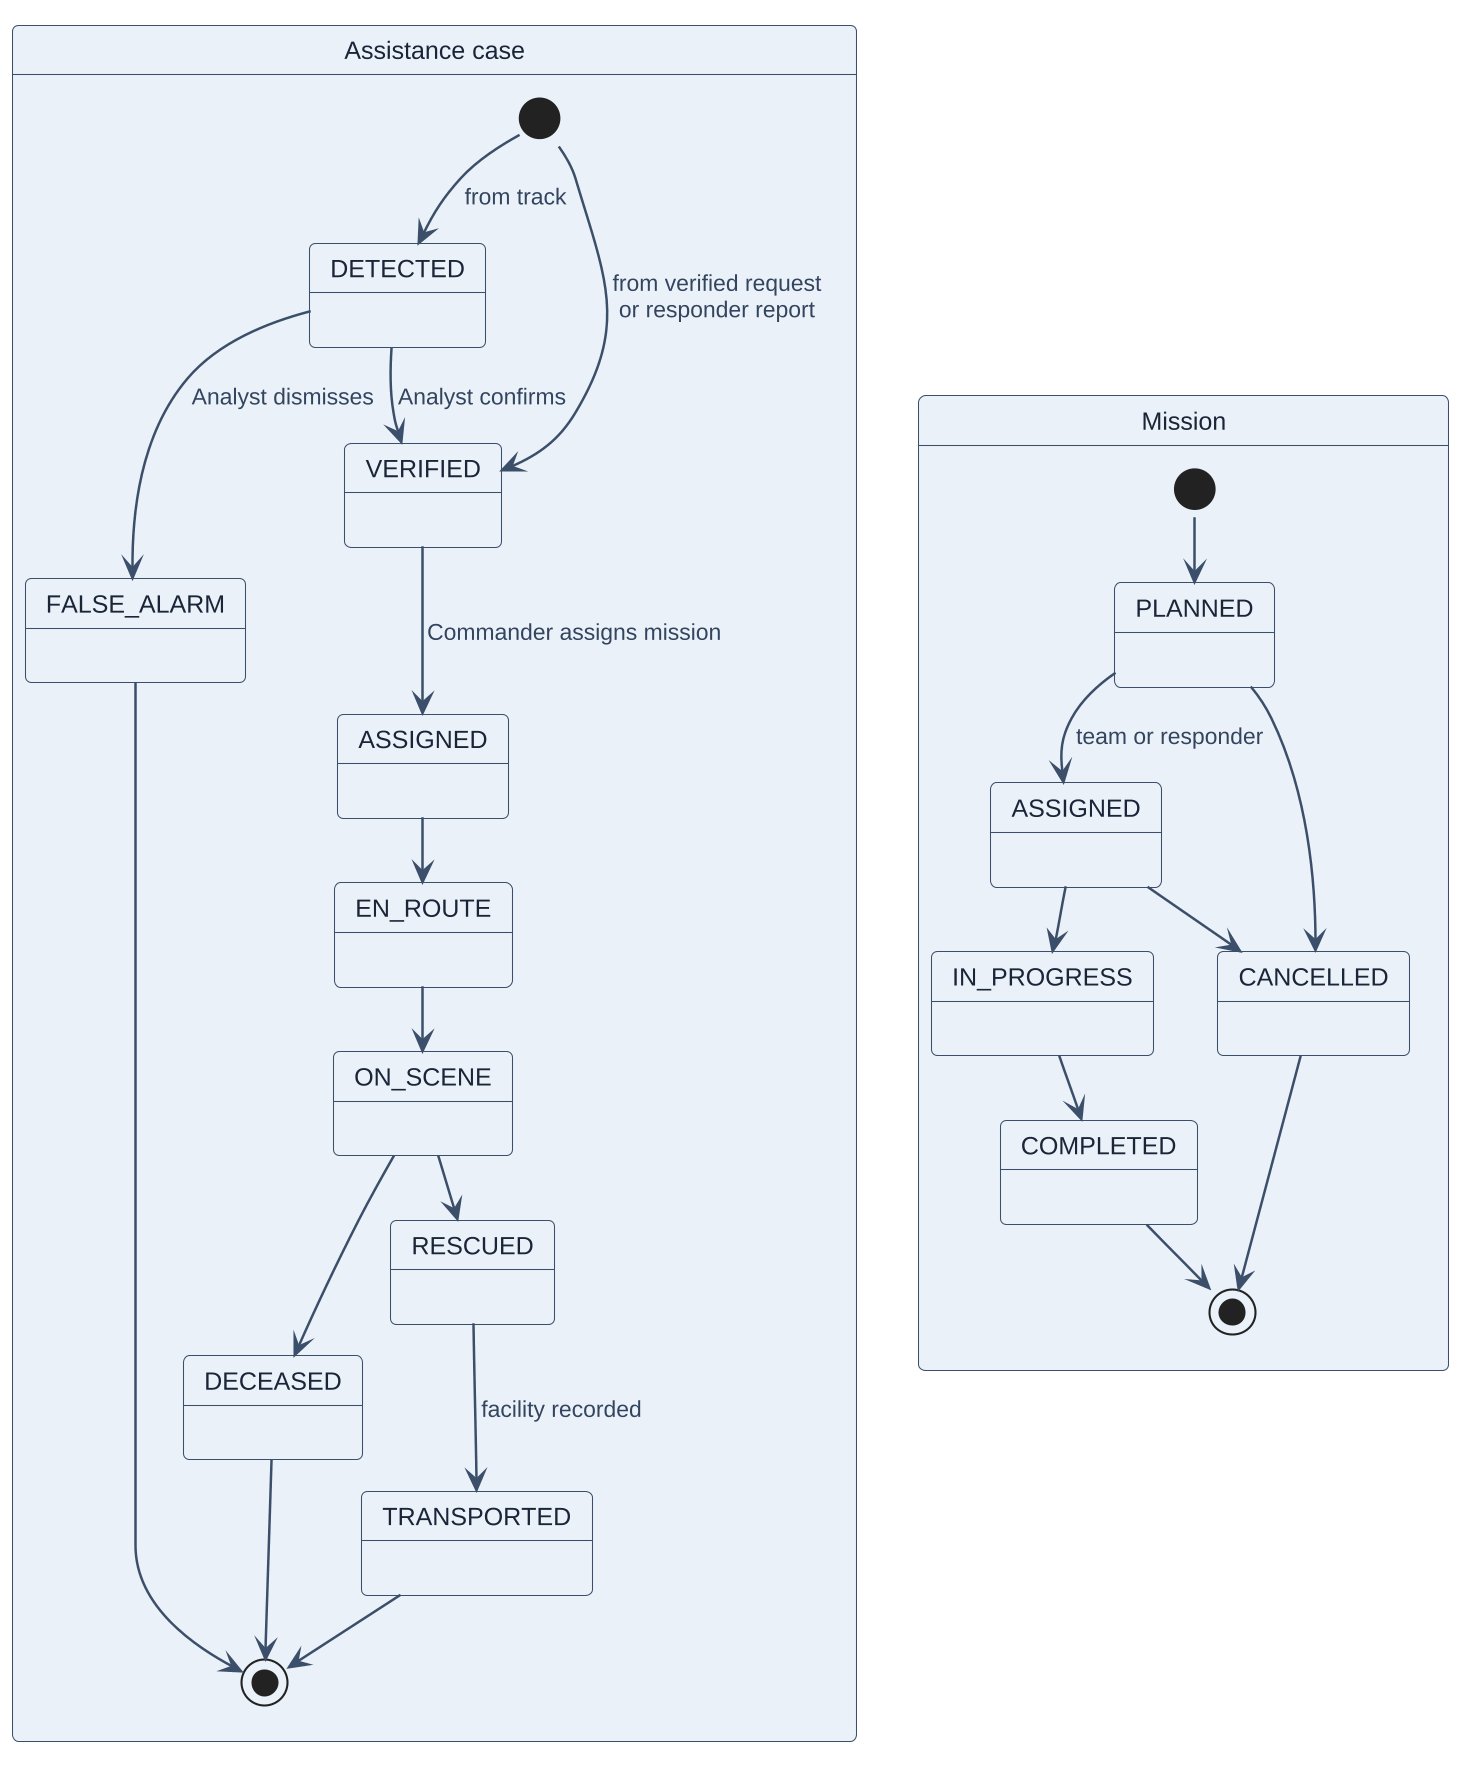 Assistance case
from track
DETECTED
from verified request
or responder report
Analyst dismisses
Analyst confirms
VERIFIED
FALSE_ALARM
Commander assigns mission
ASSIGNED
EN_ROUTE
ON_SCENE
RESCUED
DECEASED
facility recorded
TRANSPORTED
Mission
PLANNED
team or responder
ASSIGNED
IN_PROGRESS
CANCELLED
COMPLETED